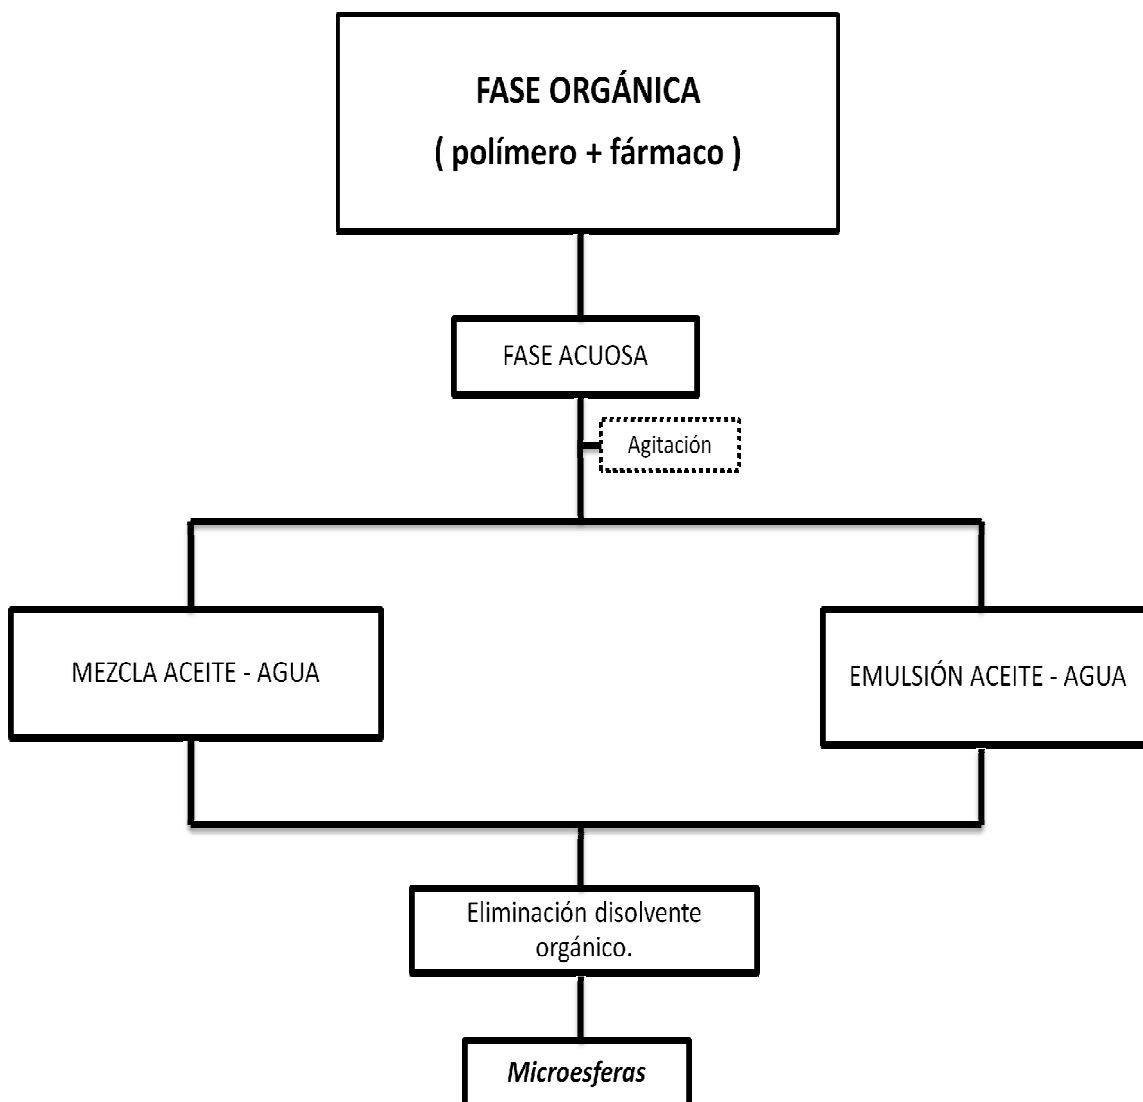 FASE ORGÁNICA
( polímero + fármaco )
FASE ACUOSA
Agitación
MEZCLA ACEITE - AGUA
EMULSIÓN ACEITE - AGUA
Eliminación disolvente
orgánico.
Microesferas